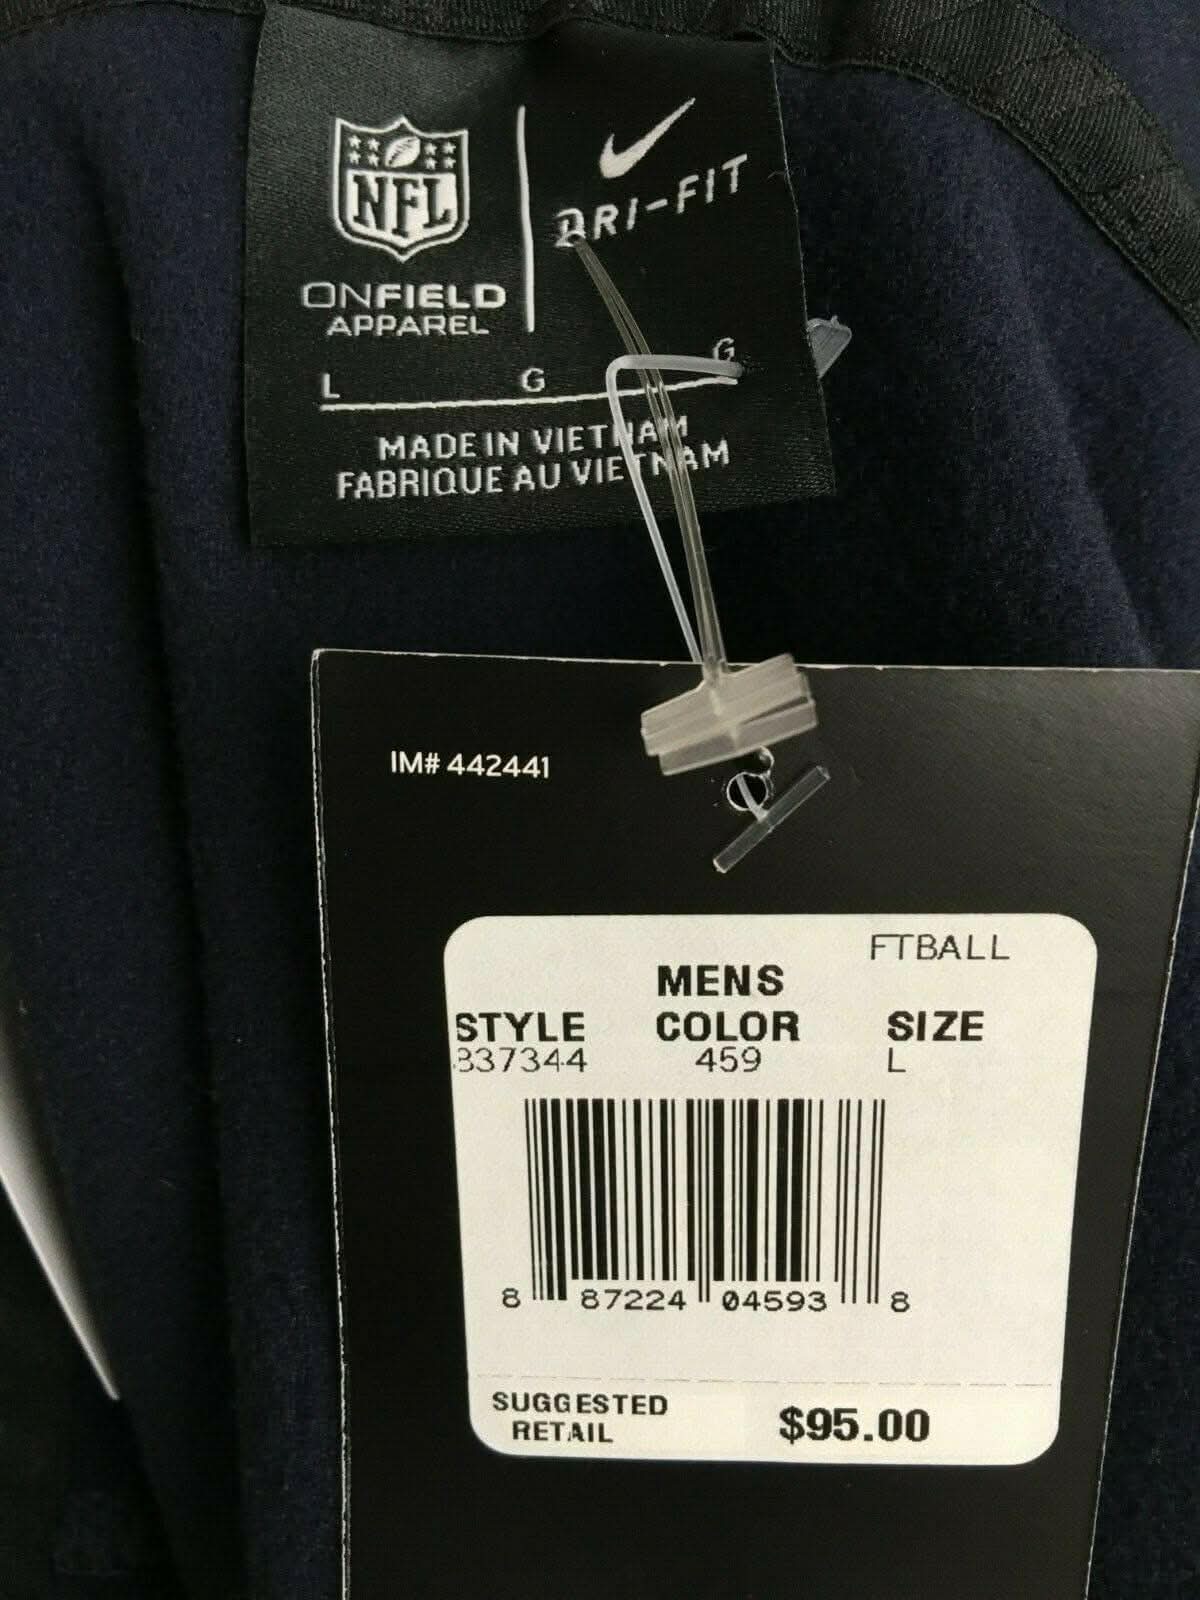 NFL
ONFIELD
APPAREL
DRI-FIT
L G G
MADE IN VIETNAM
FABRIQUE AU VIETNAM
IM# 442441
FTBALL
MENS
STYLE COLOR SIZE
837344 459 L
8 87224 04593 8
SUGGESTED
RETAIL
$95.00